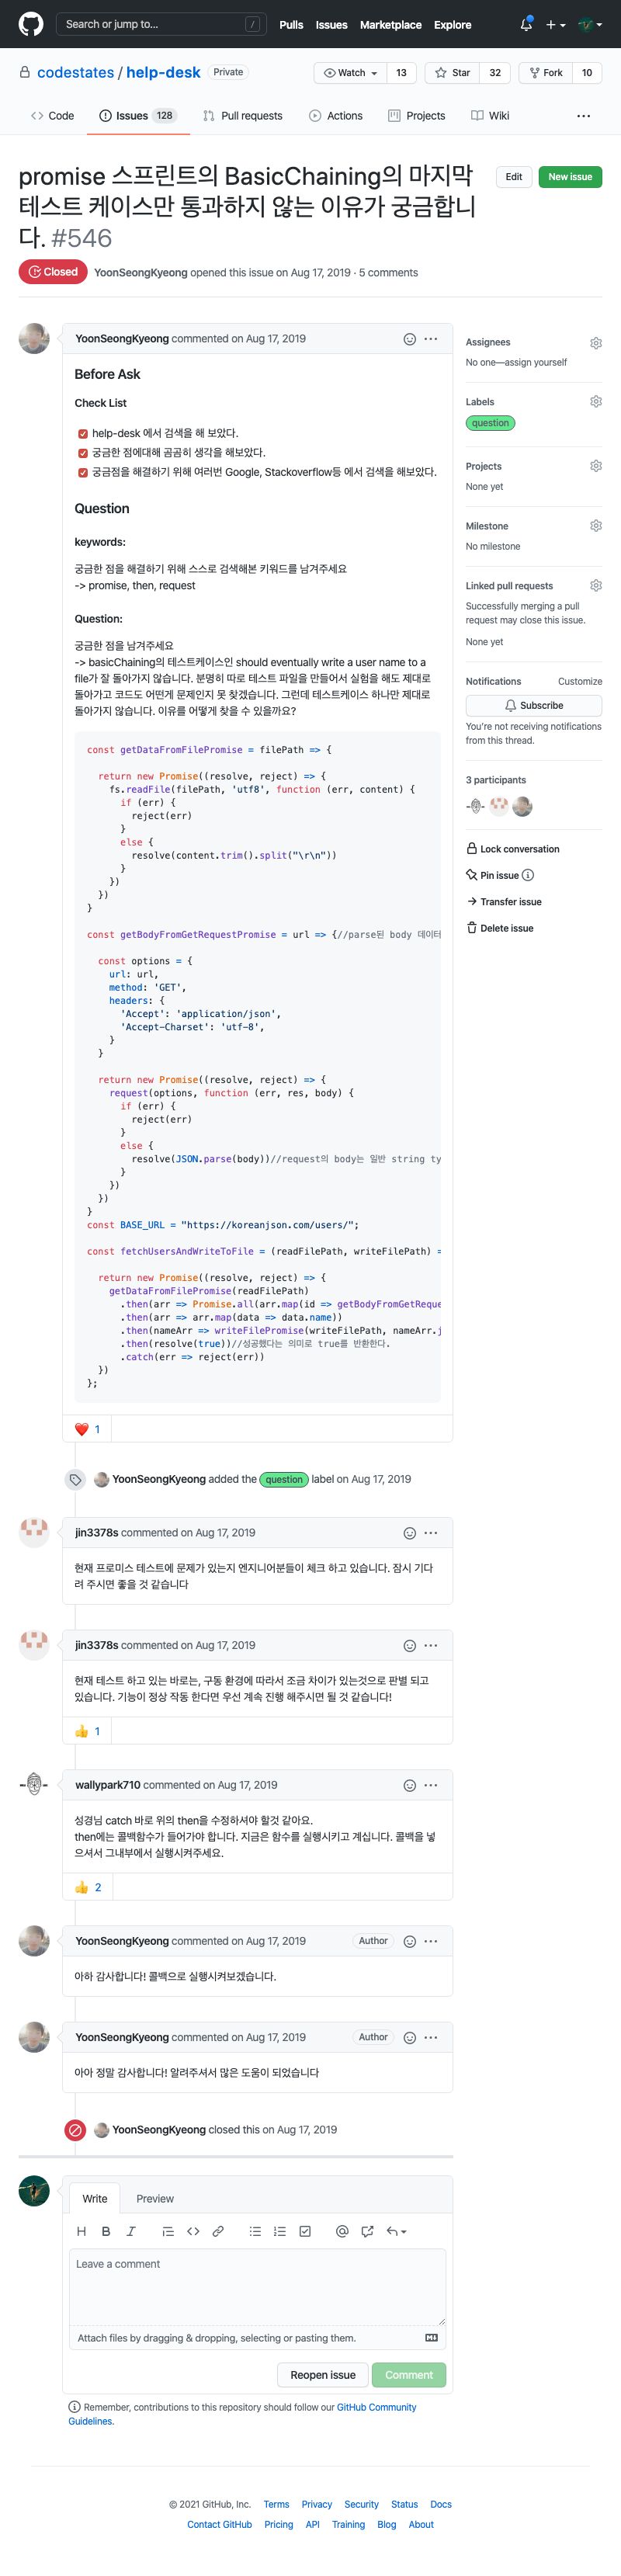 Search or jump to...
/
Pulls Issues Marketplace Explore
codestates / help-desk Private
Watch 13 Star 32 Fork 10
Code Issues 128 Pull requests Actions Projects Wiki
promise 스프린트의 BasicChaining의 마지막
테스트 케이스만 통과하지 않는 이유가 궁금합니
다. #546
Edit New issue
Closed YoonSeongKyeong opened this issue on Aug 17, 2019 · 5 comments
YoonSeongKyeong commented on Aug 17, 2019
Before Ask
Check List
help-desk 에서 검색을 해 보았다.
궁금한 점에대해 곰곰히 생각을 해보았다.
궁금점을 해결하기 위해 여러번 Google, Stackoverflow등 에서 검색을 해보았다.
Question
keywords:
궁금한 점을 해결하기 위해 스스로 검색해본 키워드를 남겨주세요
-> promise, then, request
Question:
궁금한 점을 남겨주세요
-> basicChaining의 테스트케이스인 should eventually write a user name to a
file가 잘 돌아가지 않습니다. 분명히 따로 테스트 파일을 만들어서 실험을 해도 제대로
돌아가고 코드도 어떤게 문제인지 못 찾겠습니다. 그런데 테스트케이스 하나만 제대로
돌아가지 않습니다. 이유를 어떻게 찾을 수 있을까요?
const getDataFromFilePromise = filePath => {
return new Promise((resolve, reject) => {
fs.readFile(filePath, 'utf8', function (err, content) {
if (err) {
reject(err)
}
else {
resolve(content.trim().split("\r\n"))
}
})
})
}
const getBodyFromGetRequestPromise = url => {//parse된 body 데이터
const options = {
url: url,
method: 'GET',
headers: {
'Accept': 'application/json',
'Accept-Charset': 'utf-8',
}
}
return new Promise((resolve, reject) => {
request(options, function (err, res, body) {
if (err) {
reject(err)
}
else {
resolve(JSON.parse(body))//request의 body는 일반 string ty
}
})
})
}
const BASE_URL = "https://koreanjson.com/users/";
const fetchUsersAndWriteToFile = (readFilePath, writeFilePath) =
return new Promise((resolve, reject) => {
getDataFromFilePromise(readFilePath)
.then(arr => Promise.all(arr.map(id => getBodyFromGetReque
.then(arr => arr.map(data => data.name))
.then(nameArr => writeFilePromise(writeFilePath, nameArr.j
.then(resolve(true))//성공했다는 의미로 true를 반환한다.
.catch(err => reject(err))
})
};
1
YoonSeongKyeong added the question label on Aug 17, 2019
jin3378s commented on Aug 17, 2019
현재 프로미스 테스트에 문제가 있는지 엔지니어분들이 체크 하고 있습니다. 잠시 기다
려 주시면 좋을 것 같습니다
jin3378s commented on Aug 17, 2019
현재 테스트 하고 있는 바로는, 구동 환경에 따라서 조금 차이가 있는것으로 판별 되고
있습니다. 기능이 정상 작동 한다면 우선 계속 진행 해주시면 될 것 같습니다!
1
wallypark710 commented on Aug 17, 2019
성경님 catch 바로 위의 then을 수정하셔야 할것 같아요.
then에는 콜백함수가 들어가야 합니다. 지금은 함수를 실행시키고 계십니다. 콜백을 넣
으셔서 그내부에서 실행시켜주세요.
2
YoonSeongKyeong commented on Aug 17, 2019 Author
아하 감사합니다! 콜백으로 실행시켜보겠습니다.
YoonSeongKyeong commented on Aug 17, 2019 Author
아아 정말 감사합니다! 알려주셔서 많은 도움이 되었습니다
YoonSeongKyeong closed this on Aug 17, 2019
Write Preview
Leave a comment
Attach files by dragging & dropping, selecting or pasting them.
Reopen issue Comment
Remember, contributions to this repository should follow our GitHub Community
Guidelines.
Assignees
No one—assign yourself
Labels
question
Projects
None yet
Milestone
No milestone
Linked pull requests
Successfully merging a pull
request may close this issue.
None yet
Notifications Customize
Subscribe
You're not receiving notifications
from this thread.
3 participants
Lock conversation
Pin issue
Transfer issue
Delete issue
© 2021 GitHub, Inc. Terms Privacy Security Status Docs
Contact GitHub Pricing API Training Blog About